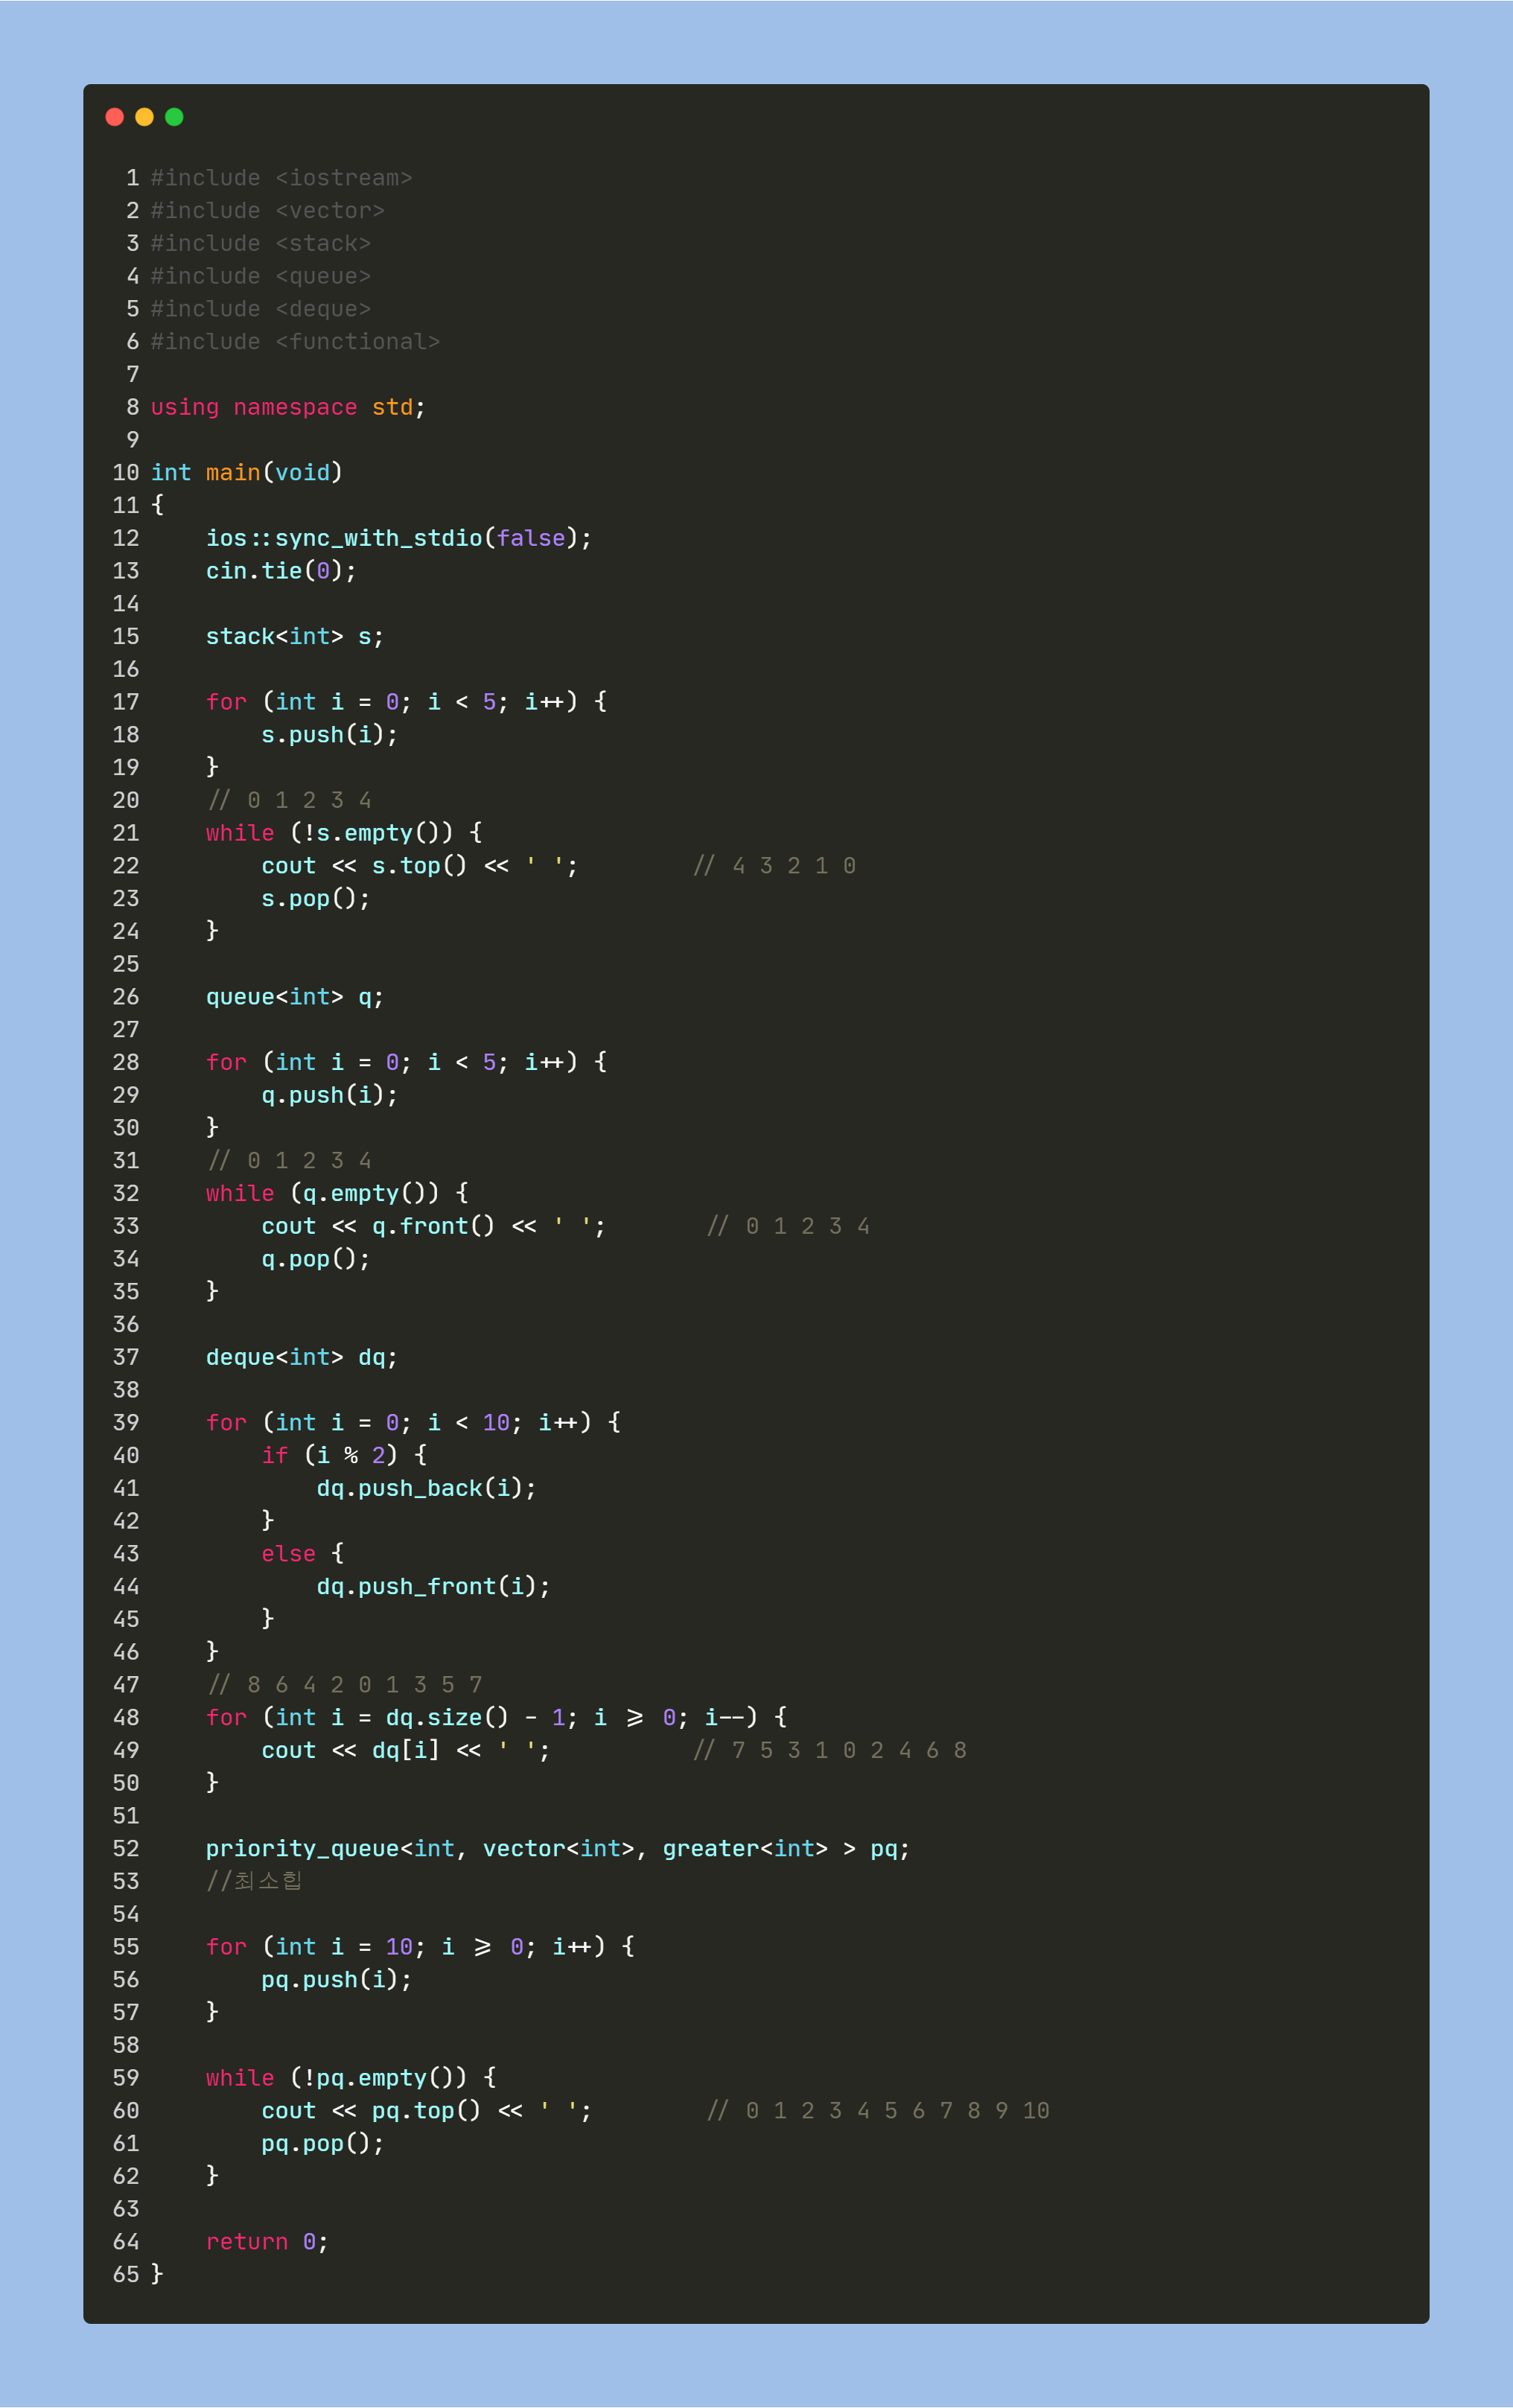 1 #include <iostream>
2 #include <vector>
3 #include <stack>
4 #include <queue>
5 #include <deque>
6 #include <functional>
7
8 using namespace std;
9
10 int main(void)
11 {
12     ios::sync_with_stdio(false);
13     cin.tie(0);
14
15     stack<int> s;
16
17     for (int i = 0; i < 5; i++) {
18         s.push(i);
19     }
20     // 0 1 2 3 4
21     while (!s.empty()) {
22         cout << s.top() << ' ';        // 4 3 2 1 0
23         s.pop();
24     }
25
26     queue<int> q;
27
28     for (int i = 0; i < 5; i++) {
29         q.push(i);
30     }
31     // 0 1 2 3 4
32     while (q.empty()) {
33         cout << q.front() << ' ';       // 0 1 2 3 4
34         q.pop();
35     }
36
37     deque<int> dq;
38
39     for (int i = 0; i < 10; i++) {
40         if (i % 2) {
41             dq.push_back(i);
42         }
43         else {
44             dq.push_front(i);
45         }
46     }
47     // 8 6 4 2 0 1 3 5 7
48     for (int i = dq.size() - 1; i >= 0; i--) {
49         cout << dq[i] << ' ';          // 7 5 3 1 0 2 4 6 8
50     }
51
52     priority_queue<int, vector<int>, greater<int> > pq;
53     //최소힙
54
55     for (int i = 10; i >= 0; i++) {
56         pq.push(i);
57     }
58
59     while (!pq.empty()) {
60         cout << pq.top() << ' ';        // 0 1 2 3 4 5 6 7 8 9 10
61         pq.pop();
62     }
63
64     return 0;
65 }